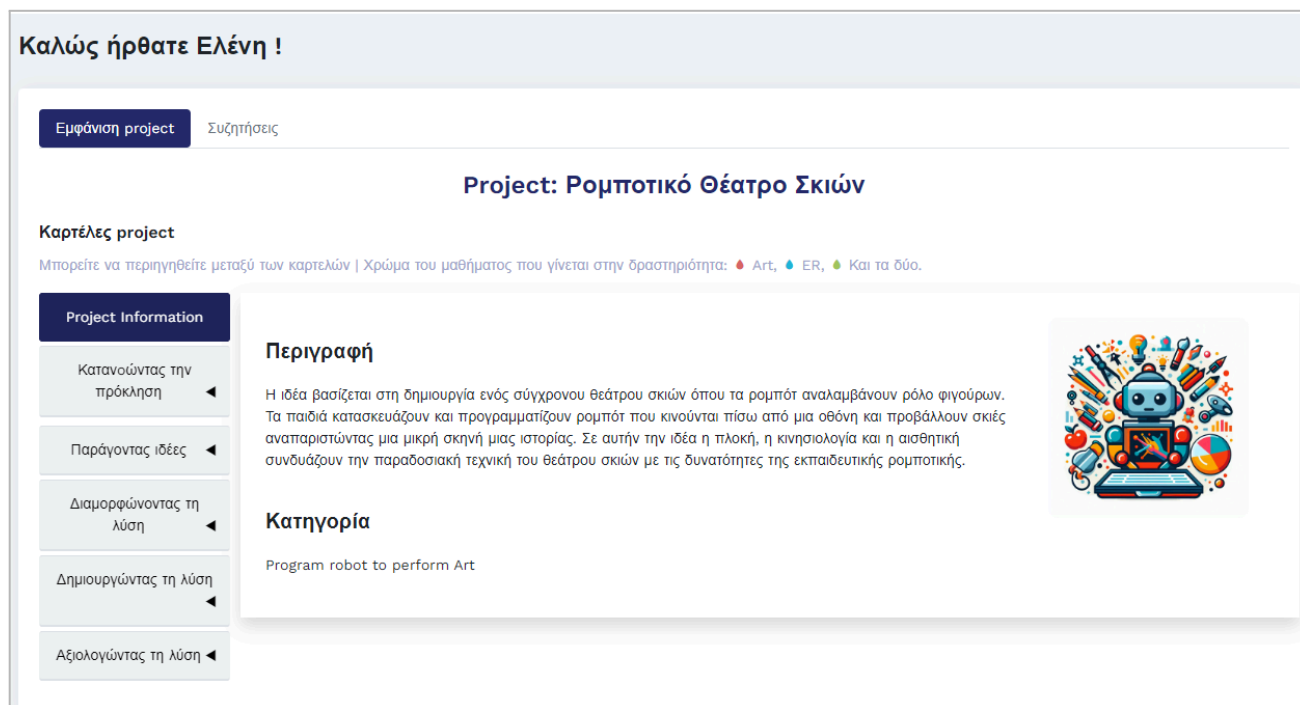 Καλώς ήρθατε Ελένη !
Εμφάνιση project
Συζητήσεις
Project: Ρομποτικό Θέατρο Σκιών
Καρτέλες project
Μπορείτε να περιηγηθείτε μεταξύ των καρτελών | Χρώμα του μαθήματος που γίνεται στην δραστηριότητα: Art, ER, Και τα δύο.
Project Information
Κατανοώντας την
πρόκληση ◀
Παράγοντας ιδέες ◀
Διαμορφώνοντας τη
λύση ◀
Δημιουργώντας τη λύση
◀
Αξιολογώντας τη λύση ◀
Περιγραφή
Η ιδέα βασίζεται στη δημιουργία ενός σύγχρονου θεάτρου σκιών όπου τα ρομπότ αναλαμβάνουν ρόλο φιγούρων.
Τα παιδιά κατασκευάζουν και προγραμματίζουν ρομπότ που κινούνται πίσω από μια οθόνη και προβάλλουν σκιές
αναπαριστώντας μια μικρή σκηνή μιας ιστορίας. Σε αυτήν την ιδέα η πλοκή, η κινησιολογία και η αισθητική
συνδυάζουν την παραδοσιακή τεχνική του θεάτρου σκιών με τις δυνατότητες της εκπαιδευτικής ρομποτικής.
Κατηγορία
Program robot to perform Art